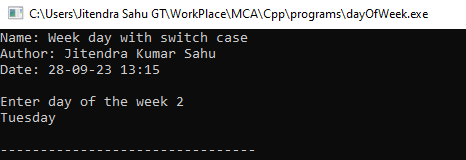 C:\Users\Jitendra Sahu GT\WorkPlace\MCA\Cpp\programs\dayOfWeek.exe
Name: Week day with switch case
Author: Jitendra Kumar Sahu
Date: 28-09-23 13:15
Enter day of the week 2
Tuesday
--------------------------------